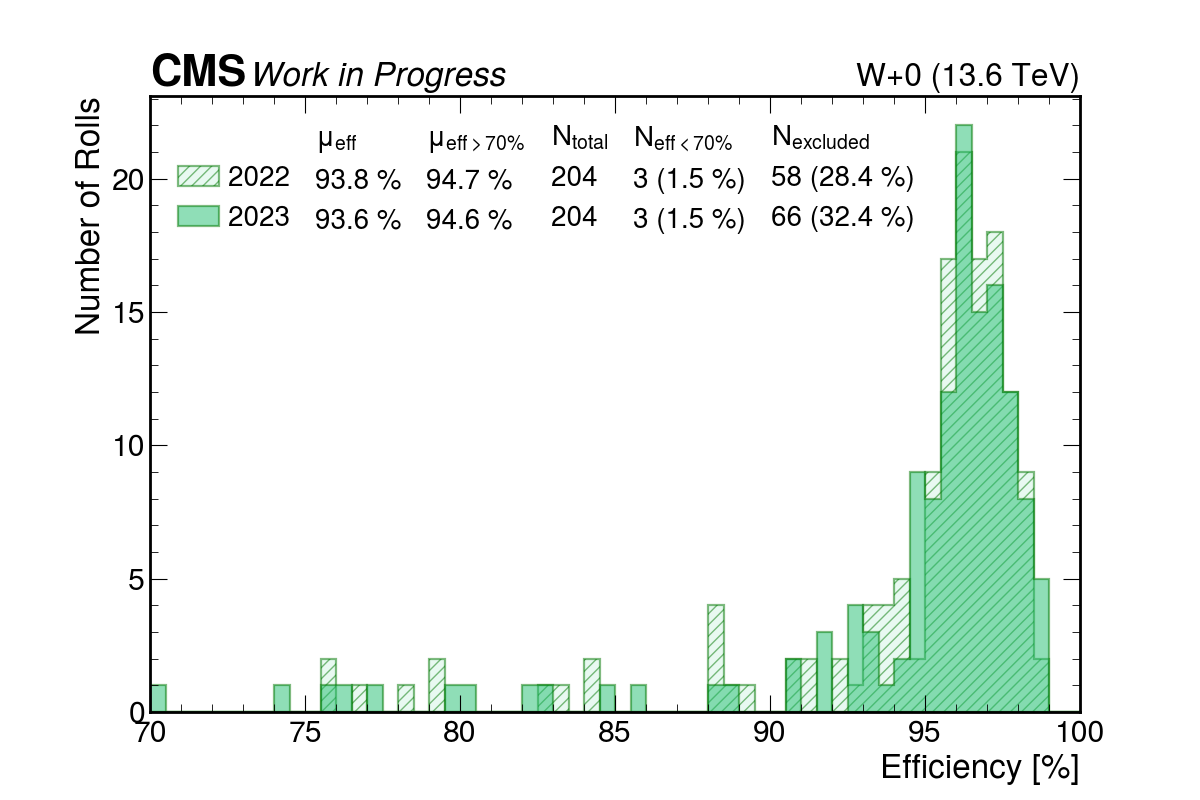 CMS Work in Progress W+0 (13.6 TeV)
Number of Rolls
μeff μeff > 70% Ntotal Neff < 70% Nexcluded
2022 93.8 % 94.7 % 204 3 (1.5 %) 58 (28.4 %)
2023 93.6 % 94.6 % 204 3 (1.5 %) 66 (32.4 %)
20
15
10
5
0
70 75 80 85 90 95 100
Efficiency [%]